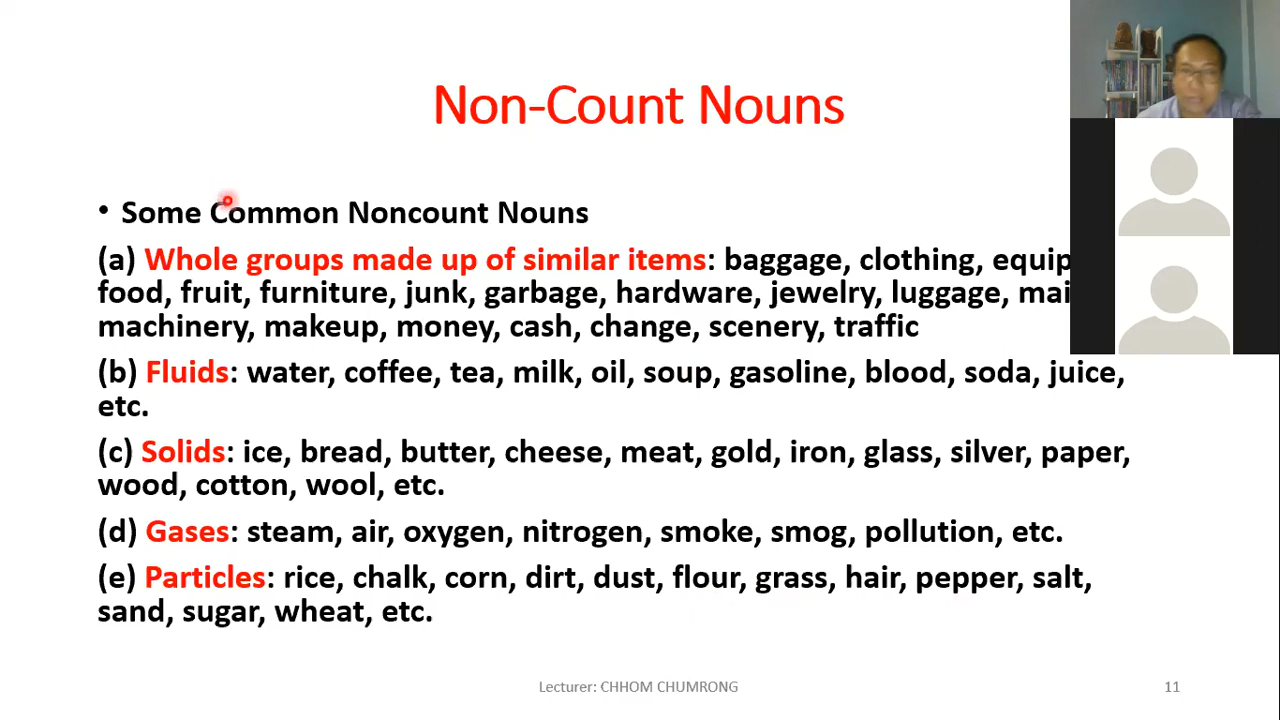 Non-Count Nouns
• Some Common Noncount Nouns
(a) Whole groups made up of similar items: baggage, clothing,
food, fruit, furniture, junk, garbage, hardware, jewelry, luggage,
machinery, makeup, money, cash, change, scenery, traffic
(b) Fluids: water, coffee, tea, milk, oil, soup, gasoline, blood, soda, juice,
etc.
(c) Solids: ice, bread, butter, cheese, meat, gold, iron, glass, silver, paper,
wood, cotton, wool, etc.
(d) Gases: steam, air, oxygen, nitrogen, smoke, smog, pollution, etc.
(e) Particles: rice, chalk, corn, dirt, dust, flour, grass, hair, pepper, salt,
sand, sugar, wheat, etc.
Lecturer: CHHOM CHUMRONG
11